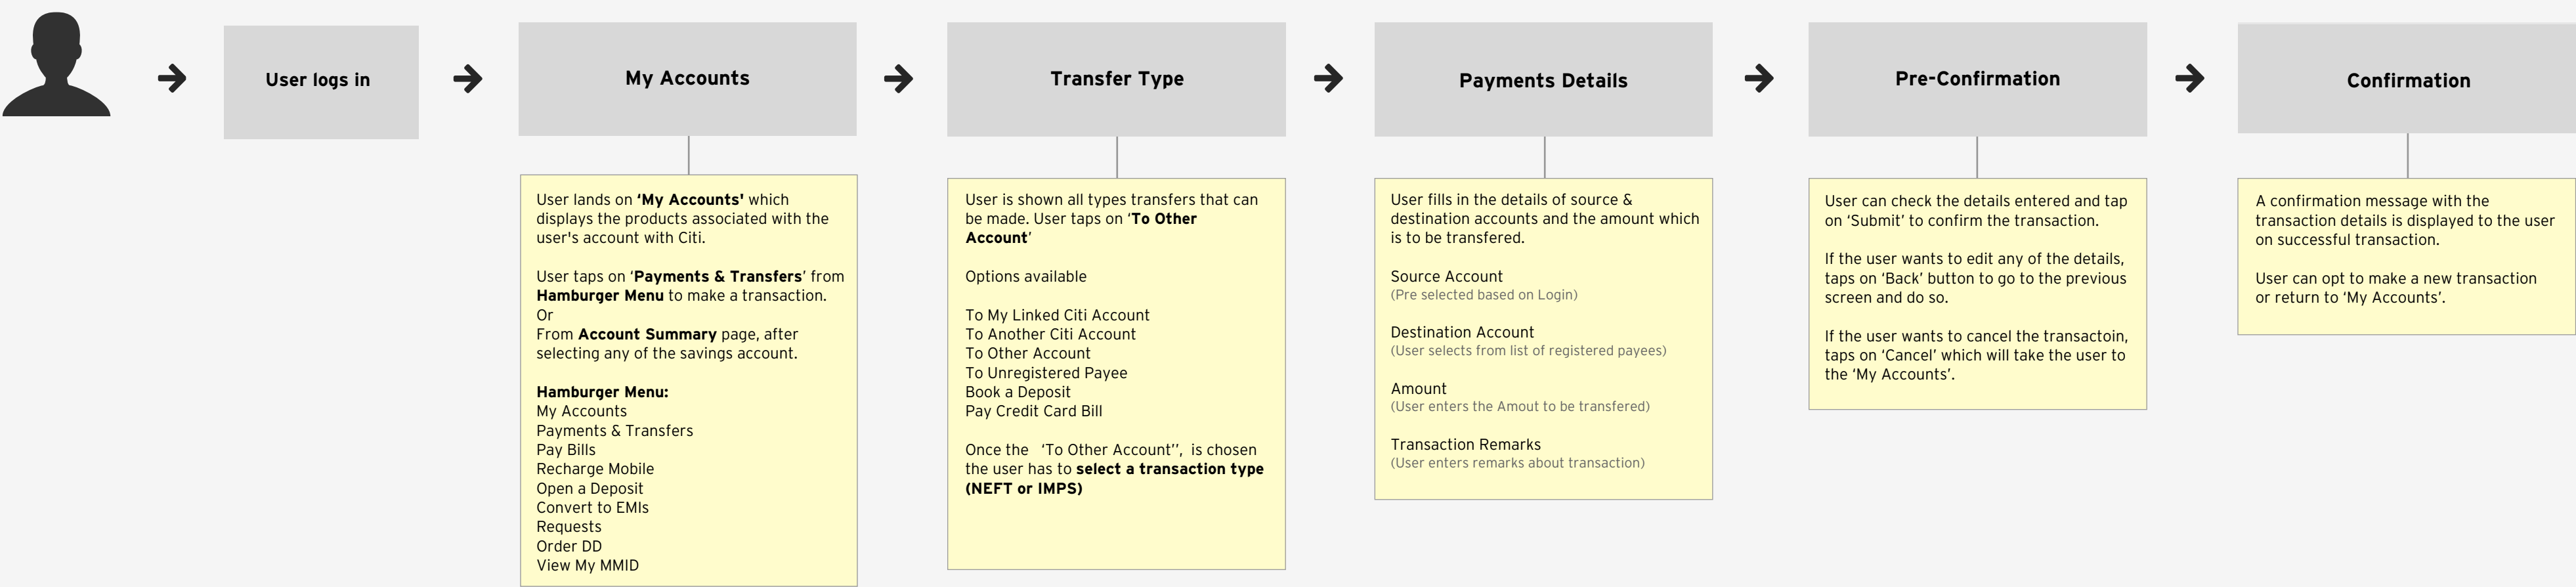 User logs in
My Accounts
Transfer Type
Payments Details
Pre-Confirmation
Confirmation
User lands on ‘My Accounts' which
displays the products associated with the
user's account with Citi.
User taps on ‘Payments & Transfers’ from
Hamburger Menu to make a transaction.
Or
From Account Summary page, after
selecting any of the savings account.
Hamburger Menu:
My Accounts
Payments & Transfers
Pay Bills
Recharge Mobile
Open a Deposit
Convert to EMIs
Requests
Order DD
View My MMID
User is shown all types transfers that can
be made. User taps on ‘To Other
Account’
Options available
To My Linked Citi Account
To Another Citi Account
To Other Account
To Unregistered Payee
Book a Deposit
Pay Credit Card Bill
Once the ‘To Other Account’’, is chosen
the user has to select a transaction type
(NEFT or IMPS)
User fills in the details of source &
destination accounts and the amount which
is to be transfered.
Source Account
(Pre selected based on Login)
Destination Account
(User selects from list of registered payees)
Amount
(User enters the Amout to be transfered)
Transaction Remarks
(User enters remarks about transaction)
User can check the details entered and tap
on ‘Submit’ to confirm the transaction.
If the user wants to edit any of the details,
taps on ‘Back’ button to go to the previous
screen and do so.
If the user wants to cancel the transactoin,
taps on ‘Cancel’ which will take the user to
the ‘My Accounts’.
A confirmation message with the
transaction details is displayed to the user
on successful transaction.
User can opt to make a new transaction
or return to ‘My Accounts’.